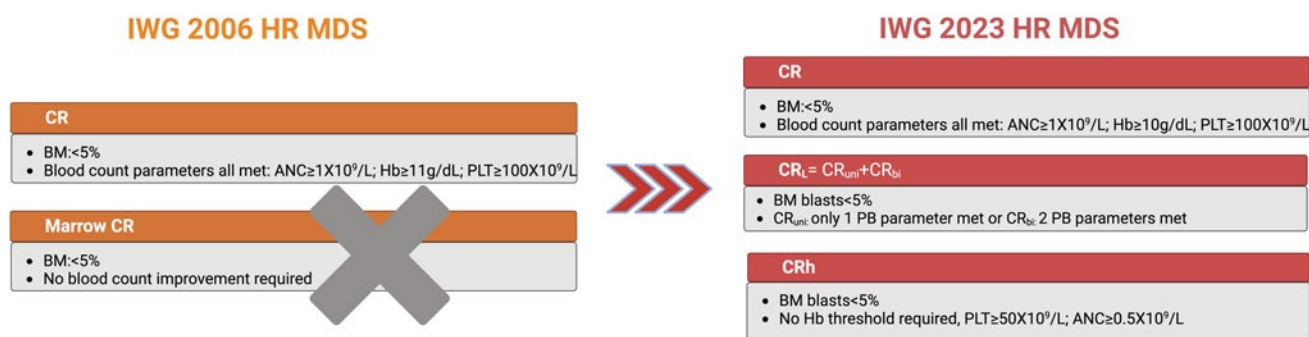 IWG 2006 HR MDS
CR
• BM:<5%
• Blood count parameters all met: ANC≥1X10⁹/L; Hb≥11g/dL; PLT≥100X10⁹/L
Marrow CR
• BM:<5%
• No blood count improvement required
IWG 2023 HR MDS
CR
• BM:<5%
• Blood count parameters all met: ANC≥1X10⁹/L; Hb≥10g/dL; PLT≥100X10⁹/L
CRL= CRuni+CRbi
• BM blasts<5%
• CRuni: only 1 PB parameter met or CRbi: 2 PB parameters met
CRh
• BM blasts<5%
• No Hb threshold required, PLT≥50X10⁹/L; ANC≥0.5X10⁹/L